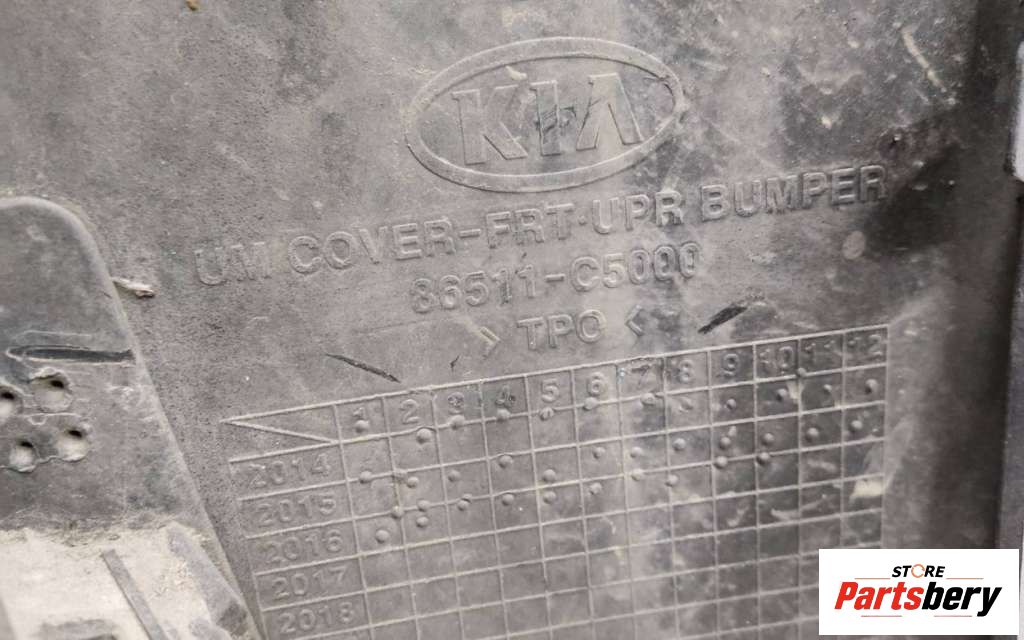 KIA
UM COVER-FRT·UPR BUMPER
86511-C5000
> TPO <
1 2 3 4 5 6 7 8 9 10 11 12
2014
2015
2016
2017
2018
STORE
Partsbery